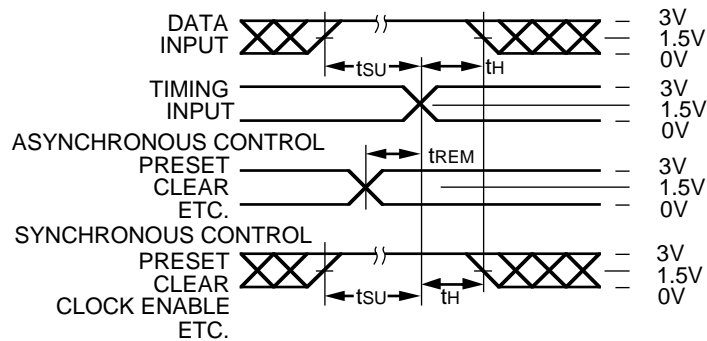 DATA
INPUT
tSU
tH
3V
1.5V
0V
TIMING
INPUT
3V
1.5V
0V
ASYNCHRONOUS CONTROL
PRESET
CLEAR
ETC.
tREM
3V
1.5V
0V
SYNCHRONOUS CONTROL
PRESET
CLEAR
CLOCK ENABLE
ETC.
tSU
tH
3V
1.5V
0V